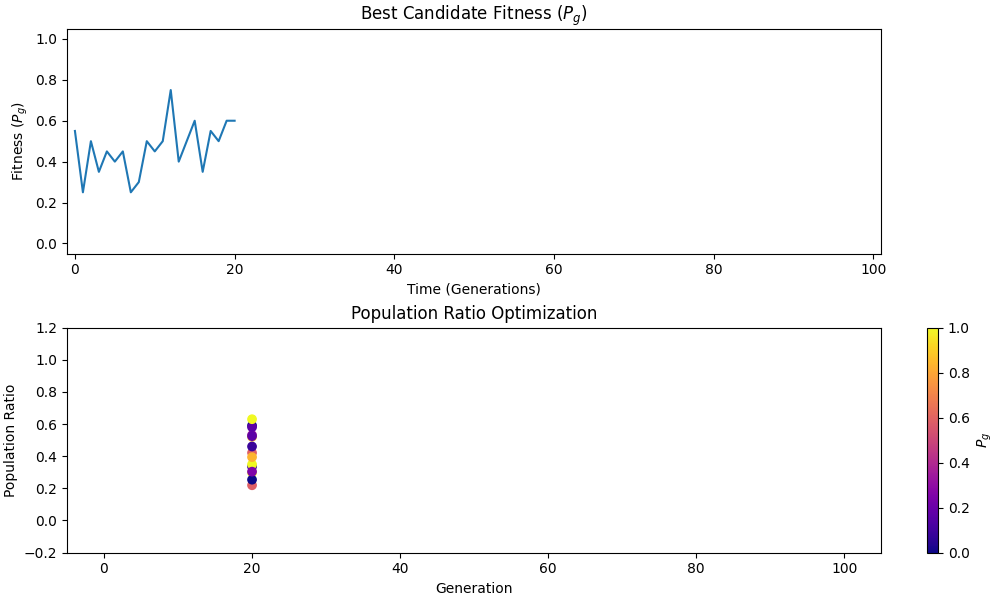 Best Candidate Fitness (P_g)
1.0
0.8
0.6
0.4
0.2
0.0
Fitness (P_g)
0 20 40 60 80 100
Time (Generations)
Population Ratio Optimization
1.2
1.0
0.8
0.6
0.4
0.2
0.0
−0.2
Population Ratio
0 20 40 60 80 100
Generation
1.0
0.8
0.6
0.4
0.2
0.0
P_g